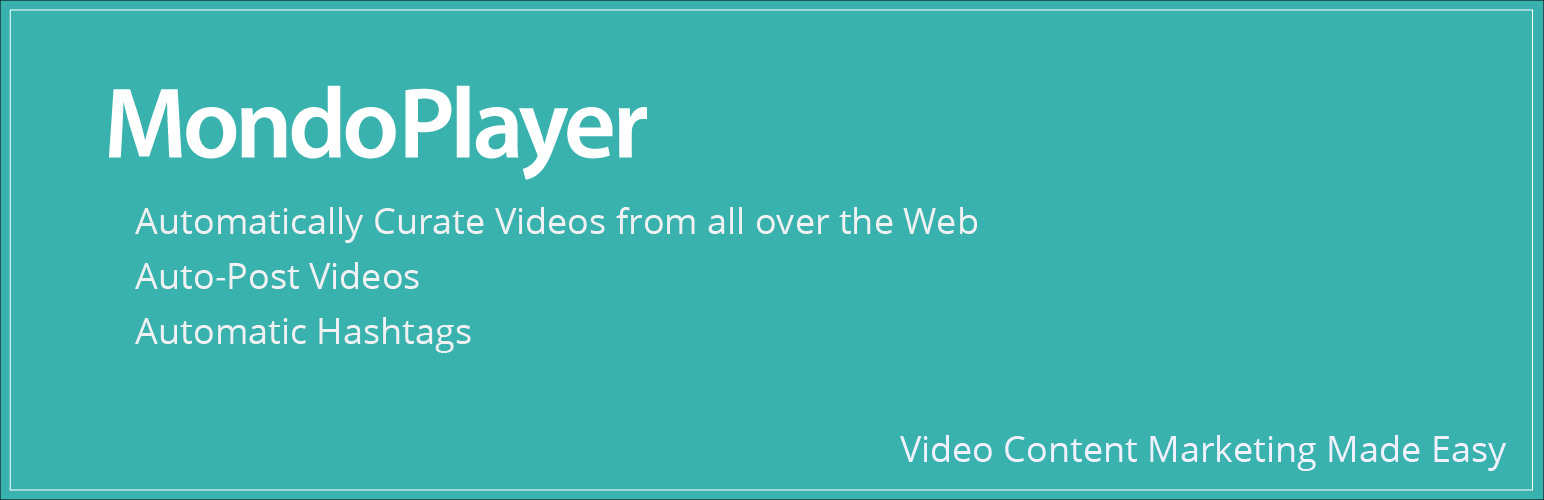 MondoPlayer
Automatically Curate Videos from all over the Web
Auto-Post Videos
Automatic Hashtags
Video Content Marketing Made Easy